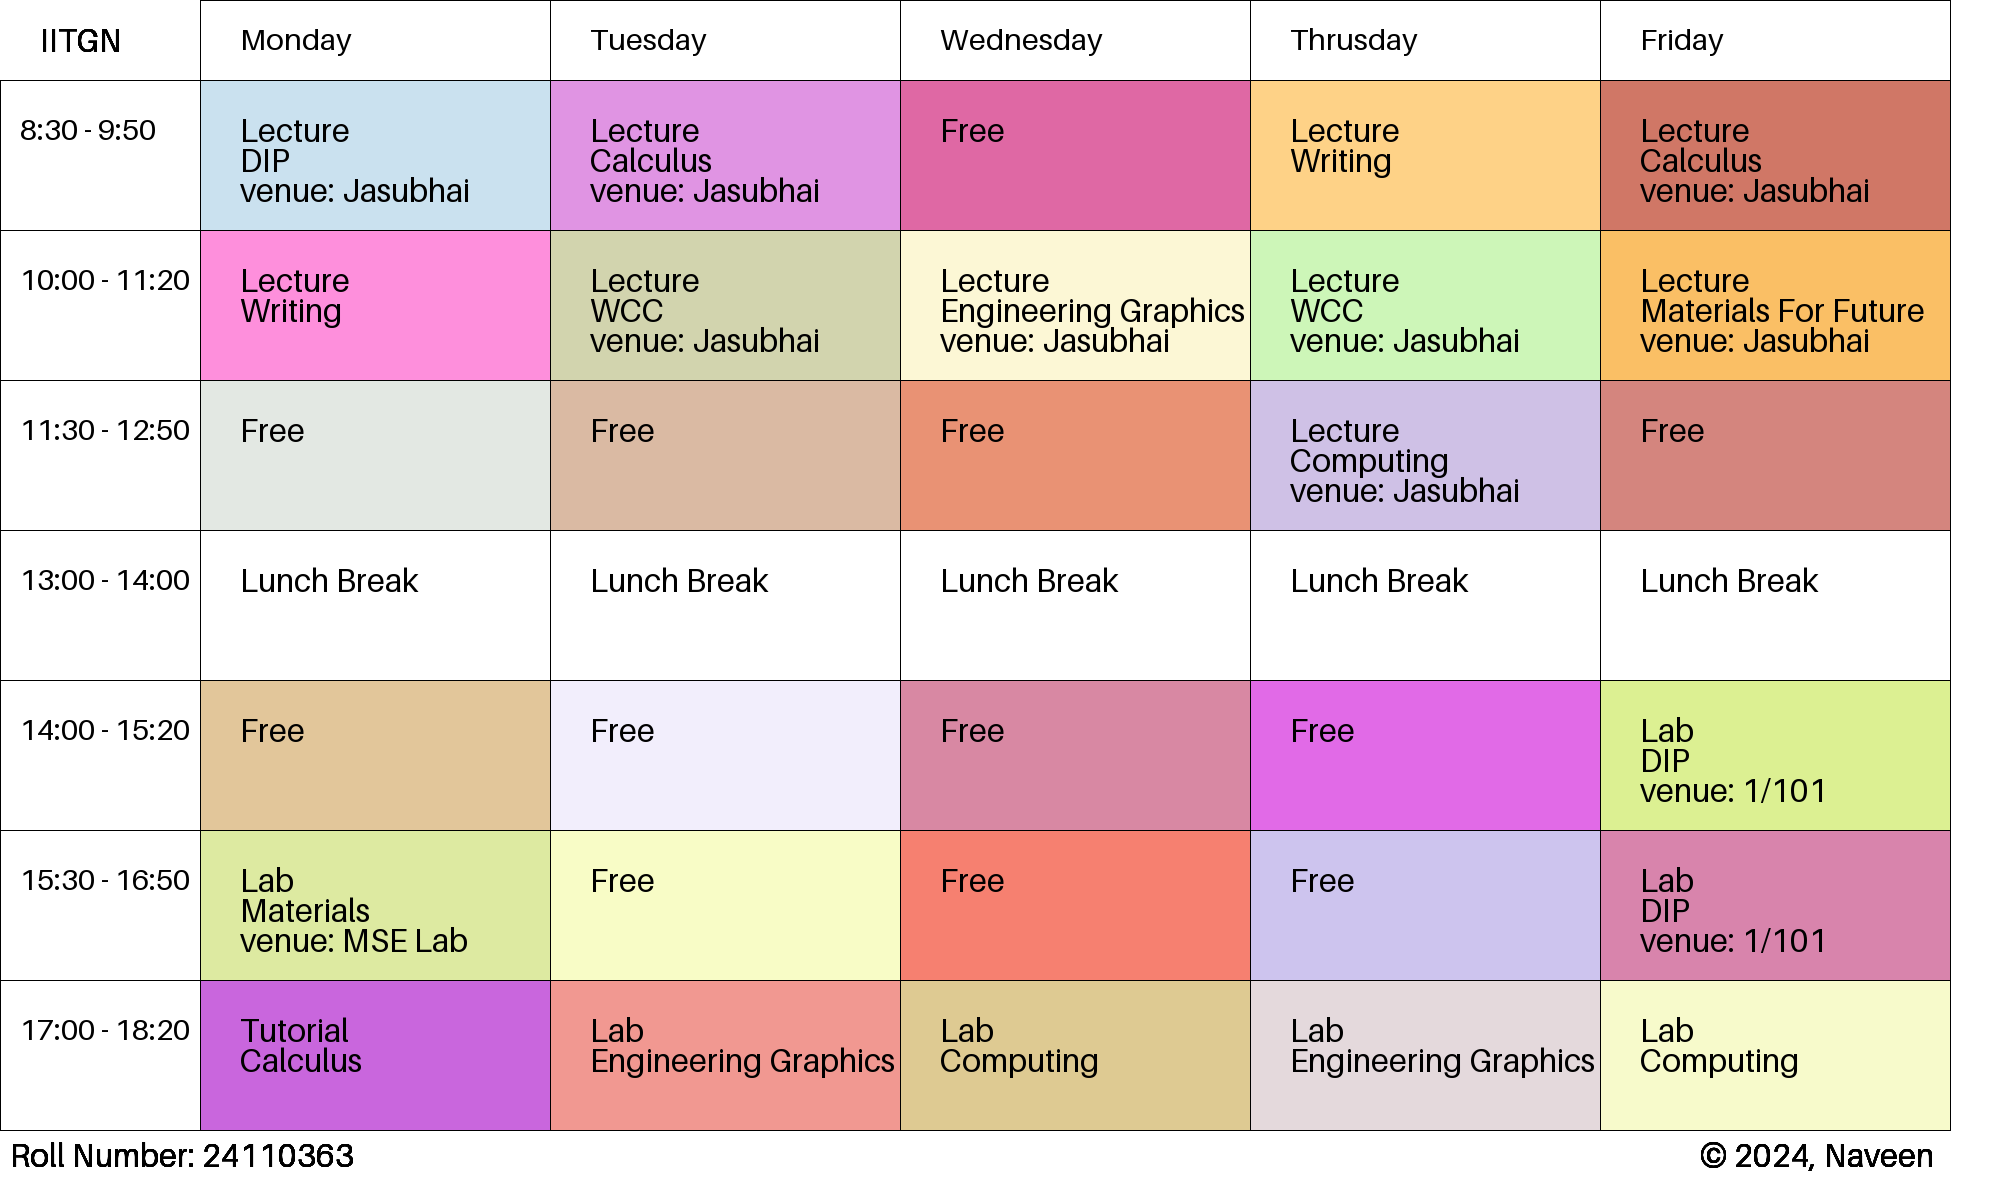 IITGN Monday Tuesday Wednesday Thrusday Friday
8:30 - 9:50
Lecture
DIP
venue: Jasubhai
Lecture
Calculus
venue: Jasubhai
Free
Lecture
Writing
Lecture
Calculus
venue: Jasubhai
10:00 - 11:20
Lecture
Writing
Lecture
WCC
venue: Jasubhai
Lecture
Engineering Graphics
venue: Jasubhai
Lecture
WCC
venue: Jasubhai
Lecture
Materials For Future
venue: Jasubhai
11:30 - 12:50
Free
Free
Free
Lecture
Computing
venue: Jasubhai
Free
13:00 - 14:00
Lunch Break
Lunch Break
Lunch Break
Lunch Break
Lunch Break
14:00 - 15:20
Free
Free
Free
Free
Lab
DIP
venue: 1/101
15:30 - 16:50
Lab
Materials
venue: MSE Lab
Free
Free
Free
Lab
DIP
venue: 1/101
17:00 - 18:20
Tutorial
Calculus
Lab
Engineering Graphics
Lab
Computing
Lab
Engineering Graphics
Lab
Computing
Roll Number: 24110363
© 2024, Naveen